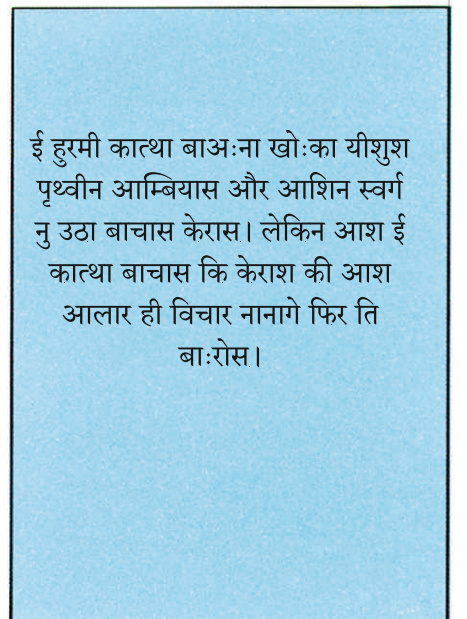 ई हुरमी कात्था बाअःना खोःका यीशुश
पृथ्वीन आम्बियास और आशिन स्वर्ग
नु उठा बाचास केरास। लेकिन आश ई
कात्था बाचास कि केराश की आश
आलार ही विचार नानागे फिर ति
बाःरोस।